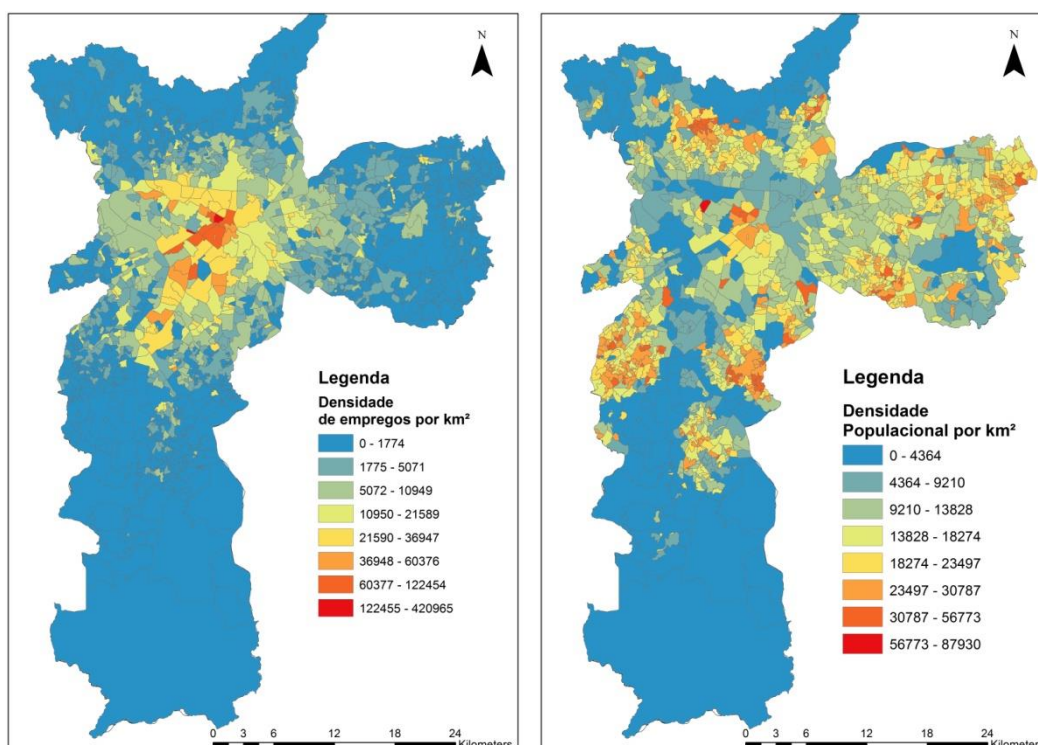 N
Legenda
Densidade
de empregos por km²
0 - 1774
1775 - 5071
5072 - 10949
10950 - 21589
21590 - 36947
36948 - 60376
60377 - 122454
122455 - 420965
0 3 6 12 18 24
Kilometers
N
Legenda
Densidade
Populacional por km²
0 - 4364
4364 - 9210
9210 - 13828
13828 - 18274
18274 - 23497
23497 - 30787
30787 - 56773
56773 - 87930
0 3 6 12 18 24
Kilometers